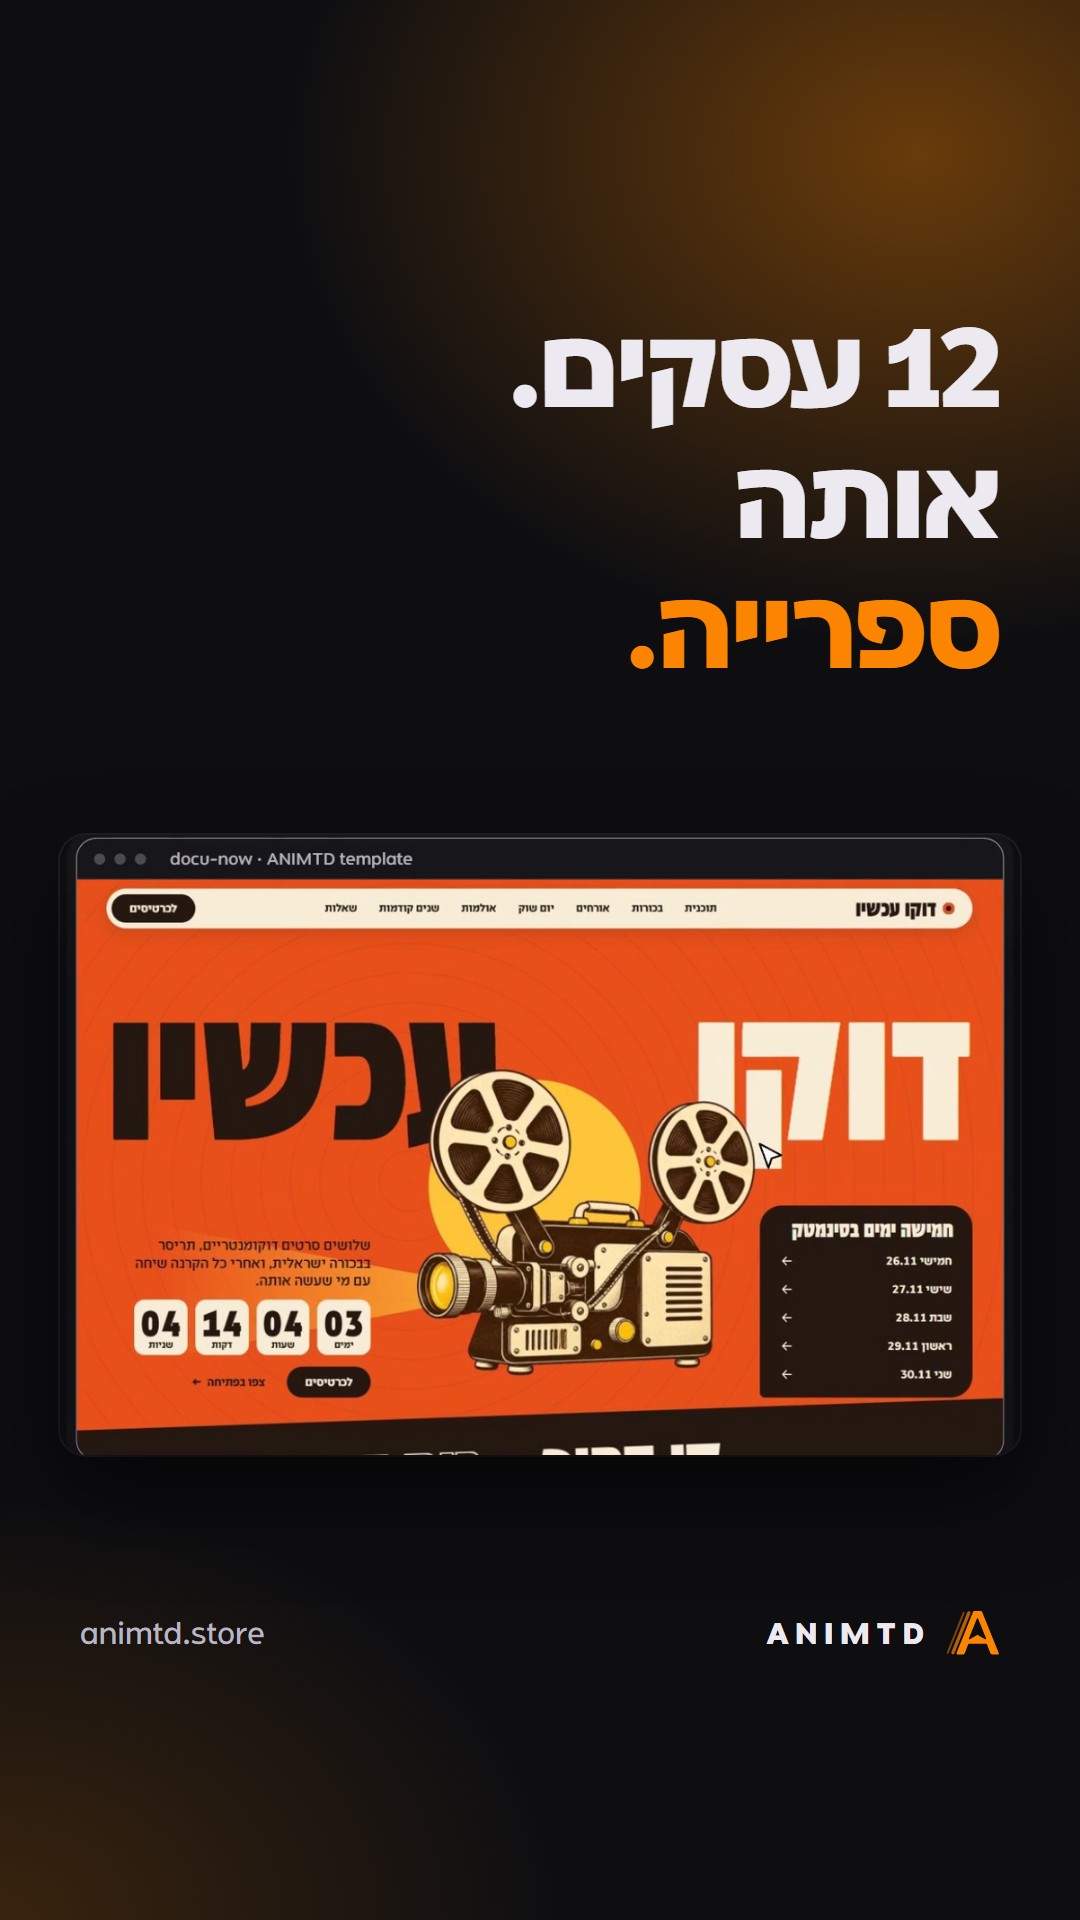 12 עסקים.
אותה
ספרייה.
docu-now · ANIMTD template
דוקו עכשיו
תוכנית
בכורות
אורחים
יום שוק
אולמות
שנים קודמות
שאלות
לכרטיסים
דוקו עכשיו
חמישה ימים בסינמטק
חמישי 26.11 ←
שישי 27.11 ←
שבת 28.11 ←
ראשון 29.11 ←
שני 30.11 ←
שלושים סרטים דוקומנטריים, תריסר
בבכורה ישראלית, ואחרי כל הקרנה שיחה
עם מי שעשה אותה.
03 04 14 04
ימים שעות דקות שניות
לכרטיסים
צפו בפתיחה ←
ANIMTD
animtd.store